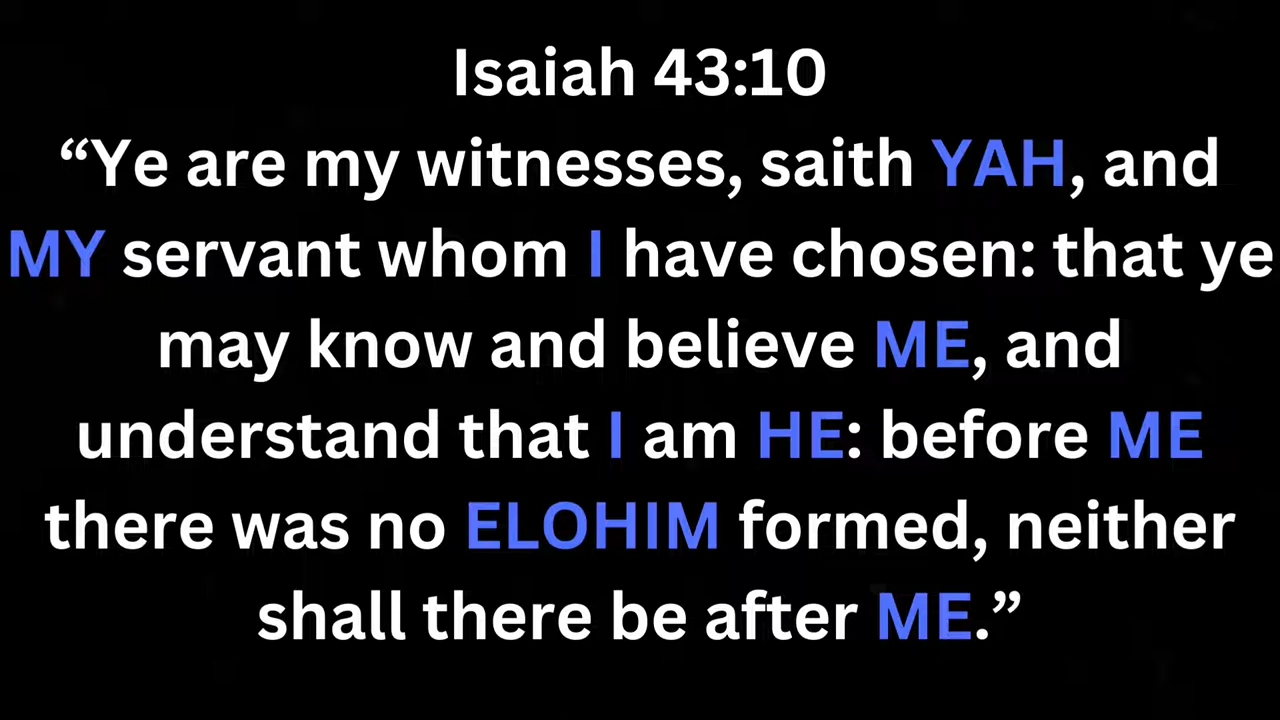 Isaiah 43:10
“Ye are my witnesses, saith YAH, and
MY servant whom I have chosen: that ye
may know and believe ME, and
understand that I am HE: before ME
there was no ELOHIM formed, neither
shall there be after ME.”